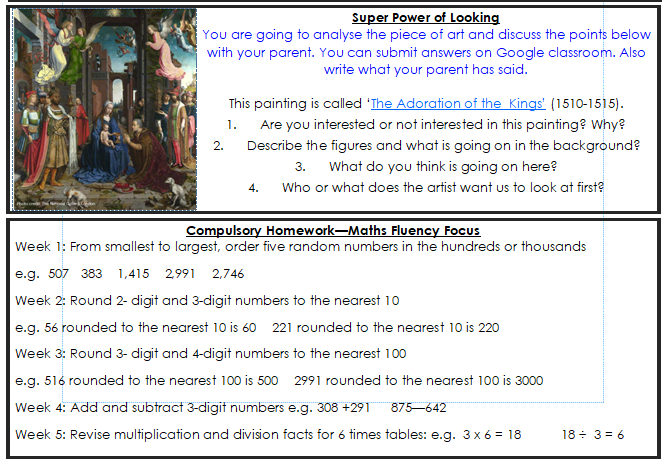 Super Power of Looking
You are going to analyse the piece of art and discuss the points below
with your parent. You can submit answers on Google classroom. Also
write what your parent has said.
This painting is called ‘The Adoration of the Kings’ (1510-1515).
1. Are you interested or not interested in this painting? Why?
2. Describe the figures and what is going on in the background?
3. What do you think is going on here?
4. Who or what does the artist want us to look at first?
Photo credit: The National Gallery, London
Compulsory Homework—Maths Fluency Focus
Week 1: From smallest to largest, order five random numbers in the hundreds or thousands
e.g. 507 383 1,415 2,991 2,746
Week 2: Round 2- digit and 3-digit numbers to the nearest 10
e.g. 56 rounded to the nearest 10 is 60 221 rounded to the nearest 10 is 220
Week 3: Round 3- digit and 4-digit numbers to the nearest 100
e.g. 516 rounded to the nearest 100 is 500 2991 rounded to the nearest 100 is 3000
Week 4: Add and subtract 3-digit numbers e.g. 308 +291 875—642
Week 5: Revise multiplication and division facts for 6 times tables: e.g. 3 x 6 = 18 18 ÷ 3 = 6